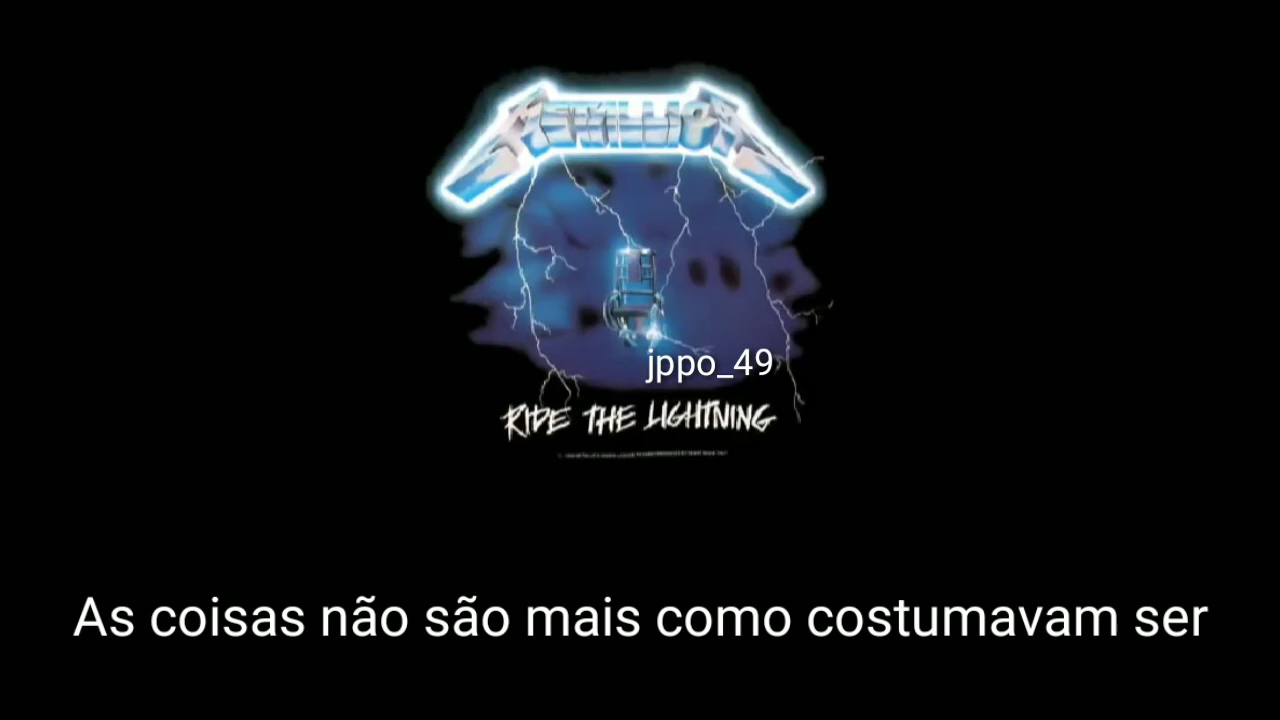 METALLICA
jppo_49
RIDE THE LIGHTNING
As coisas não são mais como costumavam ser